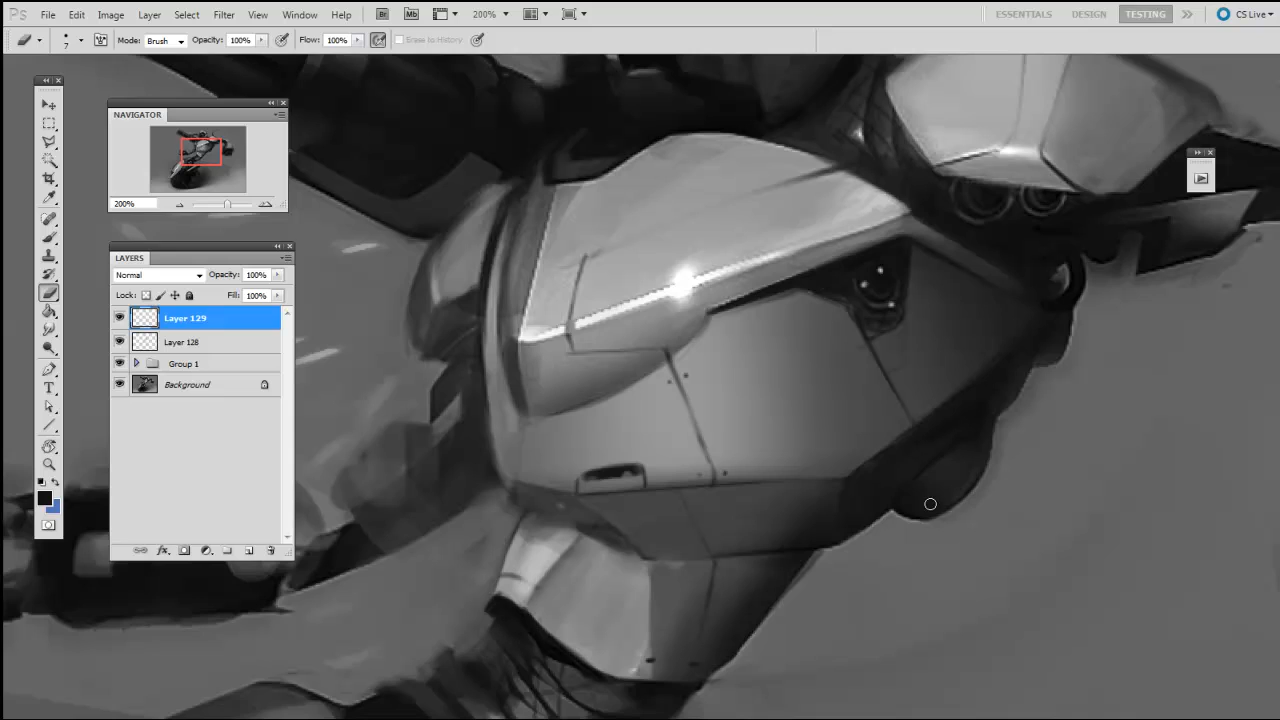 Ps File Edit Image Layer Select Filter View Window Help Br Mb 200% ESSENTIALS DESIGN TESTING CS Live
7 Mode: Brush Opacity: 100% Flow: 100% Erase to History
NAVIGATOR
200%
LAYERS
Normal Opacity: 100%
Lock: Fill: 100%
Layer 129
Layer 128
Group 1
Background
T
fx